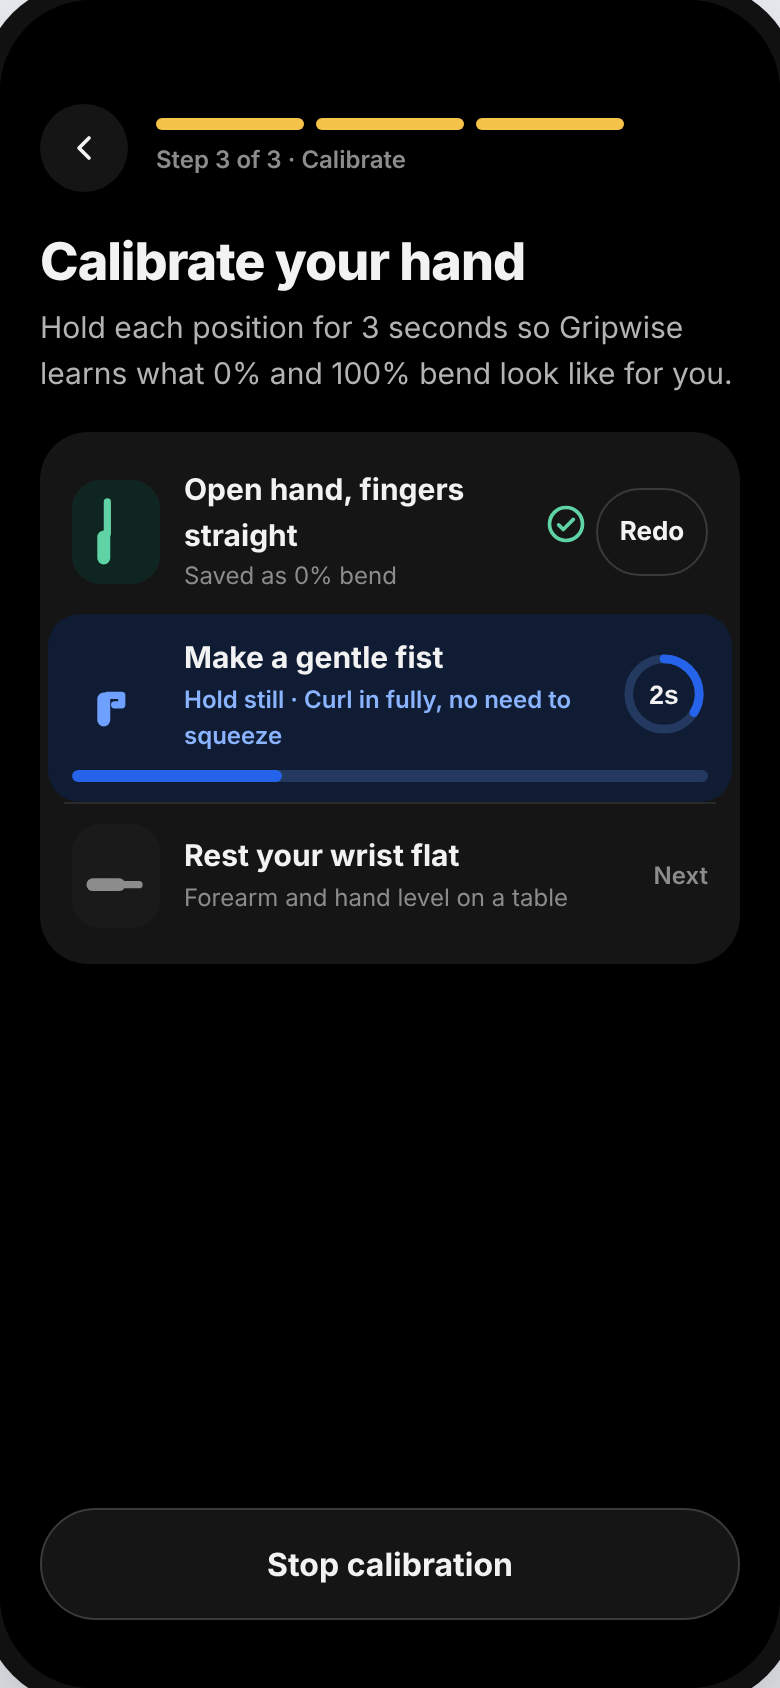 Step 3 of 3 · Calibrate
Calibrate your hand
Hold each position for 3 seconds so Gripwise
learns what 0% and 100% bend look like for you.
Open hand, fingers
straight
Saved as 0% bend
Redo
Make a gentle fist
Hold still · Curl in fully, no need to
squeeze
2s
Rest your wrist flat
Forearm and hand level on a table
Next
Stop calibration